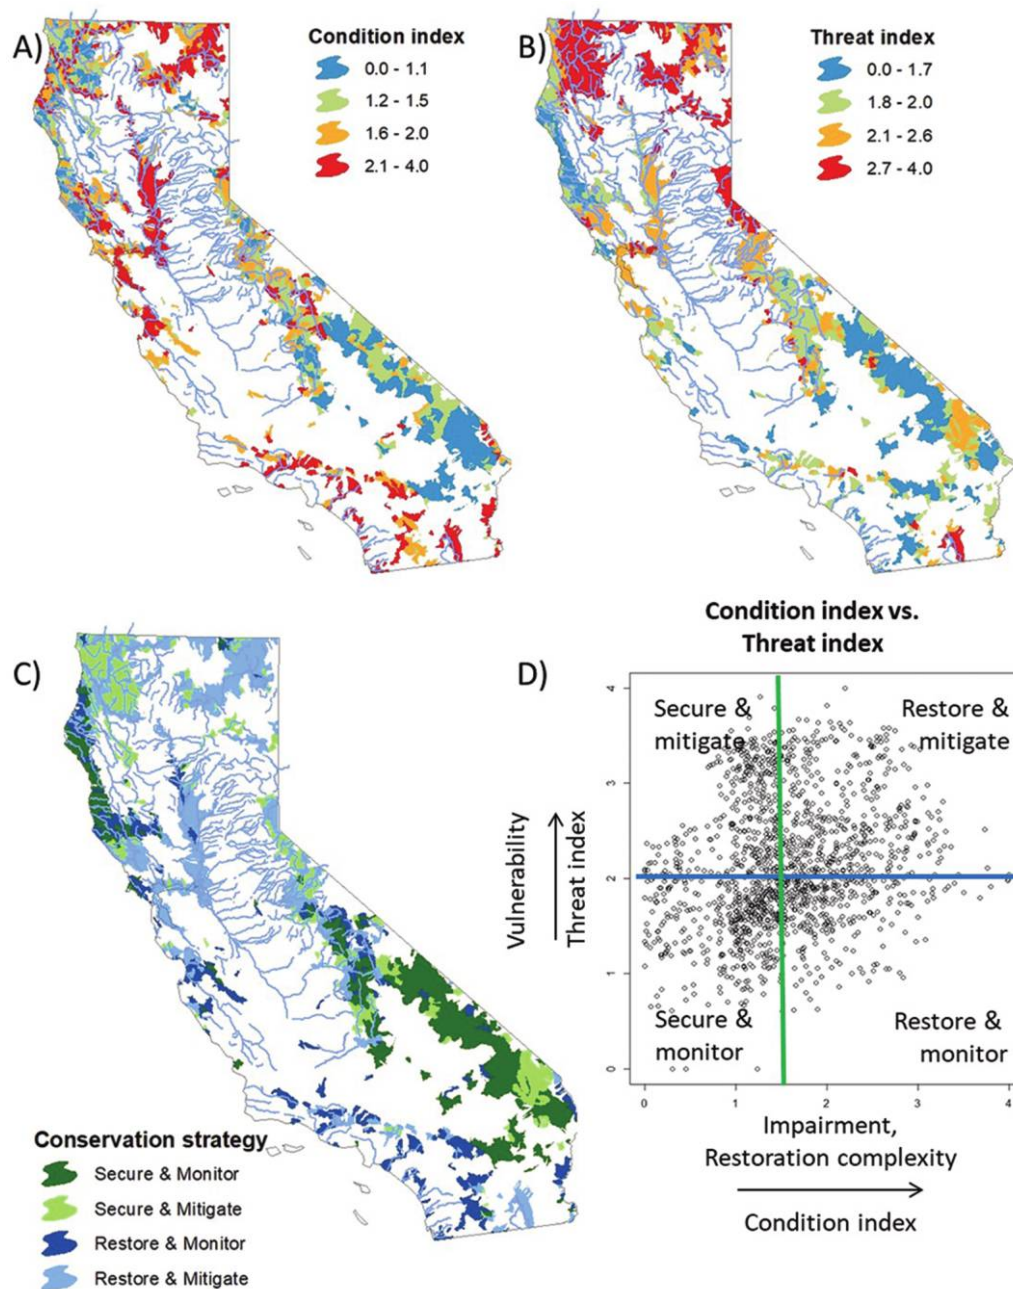 A)
Condition index
0.0 - 1.1
1.2 - 1.5
1.6 - 2.0
2.1 - 4.0
B)
Threat index
0.0 - 1.7
1.8 - 2.0
2.1 - 2.6
2.7 - 4.0
C)
Conservation strategy
Secure & Monitor
Secure & Mitigate
Restore & Monitor
Restore & Mitigate
D)
Condition index vs.
Threat index
Secure &
mitigate
Restore &
mitigate
Secure &
monitor
Restore &
monitor
Vulnerability
Threat index
4
3
2
1
0
0
1
2
3
4
Impairment,
Restoration complexity
Condition index